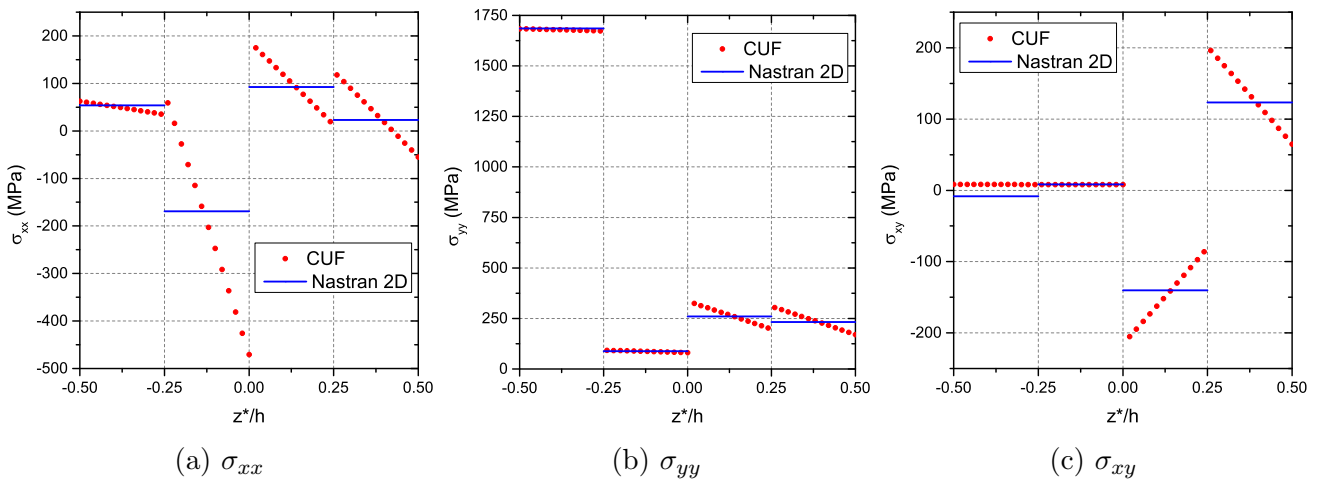 200
100
0
-100
-200
-300
-400
-500
σxx (MPa)
CUF
Nastran 2D
-0.50
-0.25
0.00
0.25
0.50
z*/h
(a) σxx
1750
1500
1250
1000
750
500
250
0
σyy (MPa)
CUF
Nastran 2D
-0.50
-0.25
0.00
0.25
0.50
z*/h
(b) σyy
200
100
0
-100
-200
σxy (MPa)
CUF
Nastran 2D
-0.50
-0.25
0.00
0.25
0.50
z*/h
(c) σxy